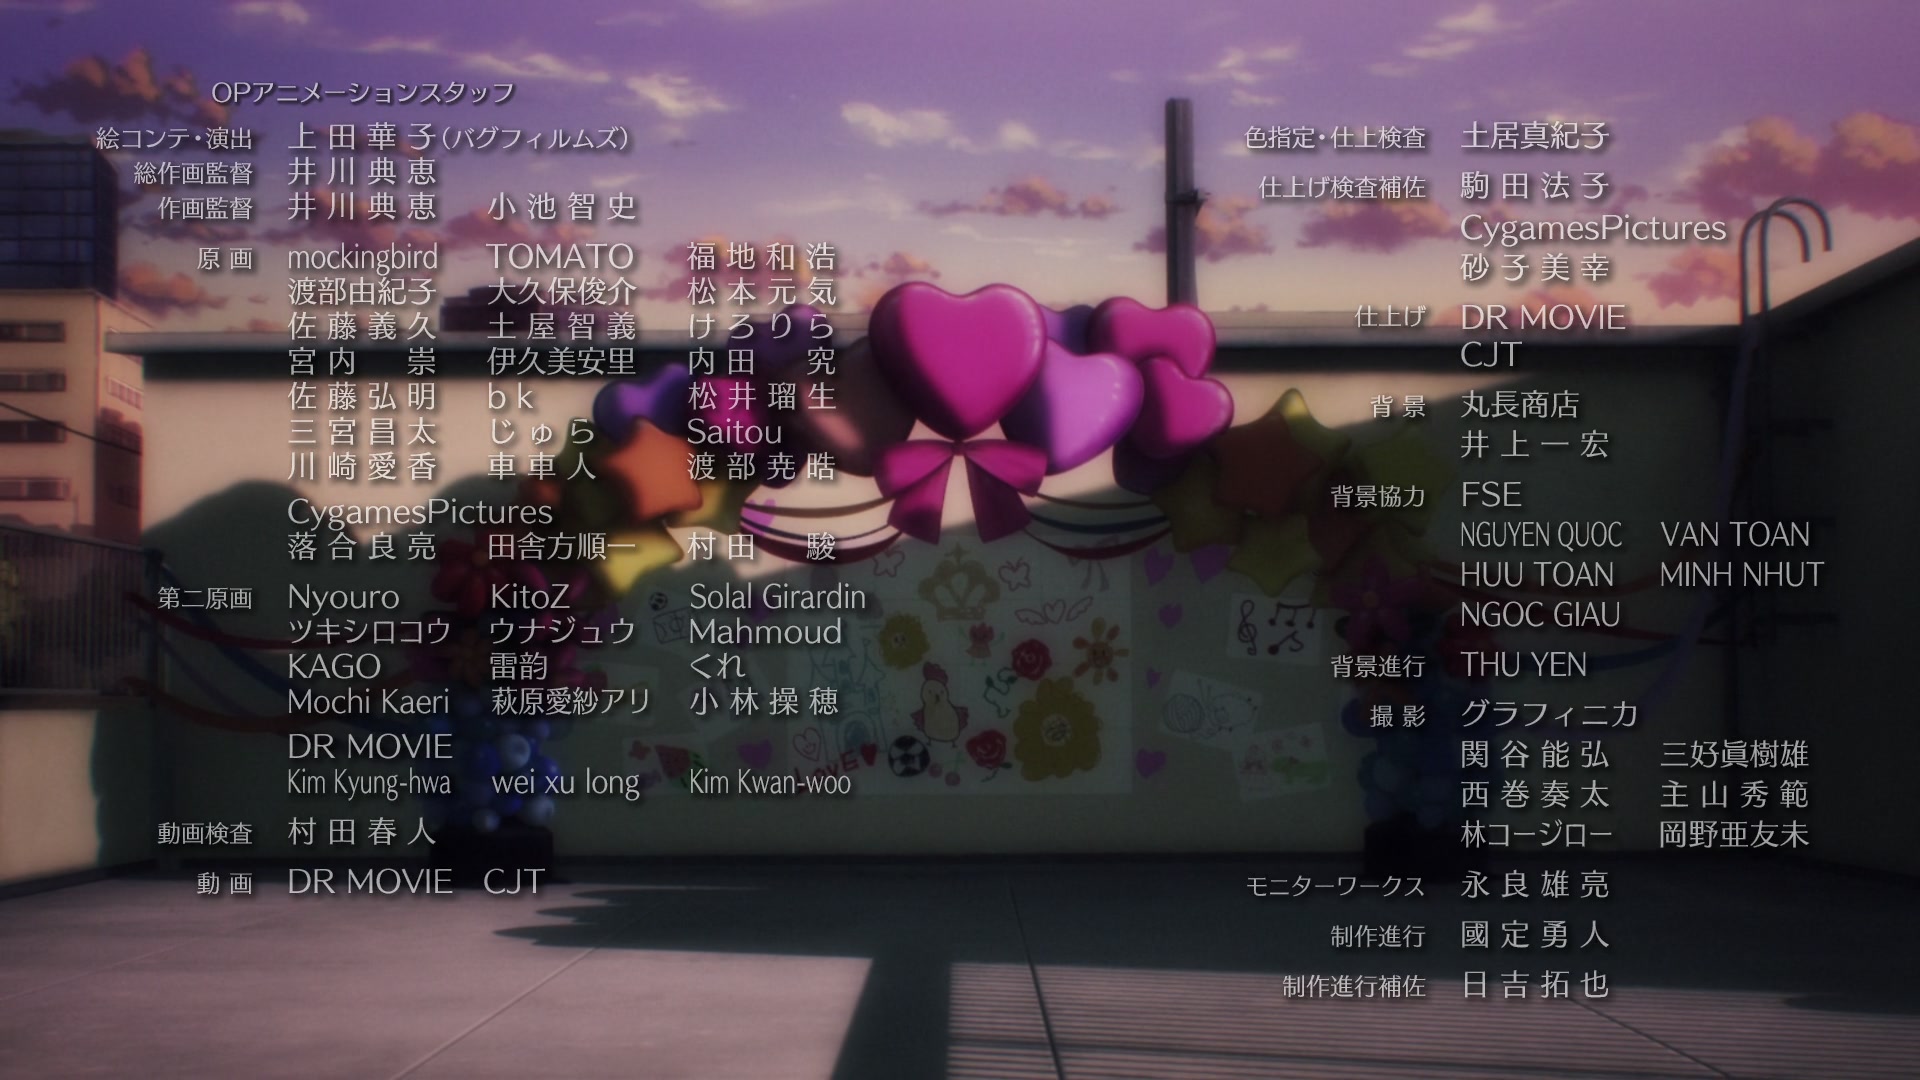 OPアニメーションスタッフ
絵コンテ・演出 上田華子(バグフィルムズ)
総作画監督 井川典恵
作画監督 井川典恵 小池智史
原画 mockingbird TOMATO 福地和浩
渡部由紀子 大久保俊介 松本元気
佐藤義久 土屋智義 けろりら
宮内崇 伊久美安里 内田究
佐藤弘明 bk 松井瑠生
三宮昌太 じゅら Saitou
川崎愛香 車車人 渡部尭晧
CygamesPictures
落合良亮 田舎方順一 村田駿
第二原画 Nyouro KitoZ Solal Girardin
ツキシロコウ ウナジュウ Mahmoud
KAGO 雷韵 くれ
Mochi Kaeri 萩原愛紗アリ 小林操穂
DR MOVIE
Kim Kyung-hwa wei xu long Kim Kwan-woo
動画検査 村田春人
動画 DR MOVIE CJT
色指定・仕上検査 土居真紀子
仕上げ検査補佐 駒田法子
CygamesPictures
砂子美幸
仕上げ DR MOVIE
CJT
背景 丸長商店
井上一宏
背景協力 FSE
NGUYEN QUOC VAN TOAN
HUU TOAN MINH NHUT
NGOC GIAU
背景進行 THU YEN
撮影 グラフィニカ
関谷能弘 三好眞樹雄
西巻奏太 主山秀範
林コージロー 岡野亜友未
モニターワークス 永良雄亮
制作進行 國定勇人
制作進行補佐 日吉拓也
LOVE